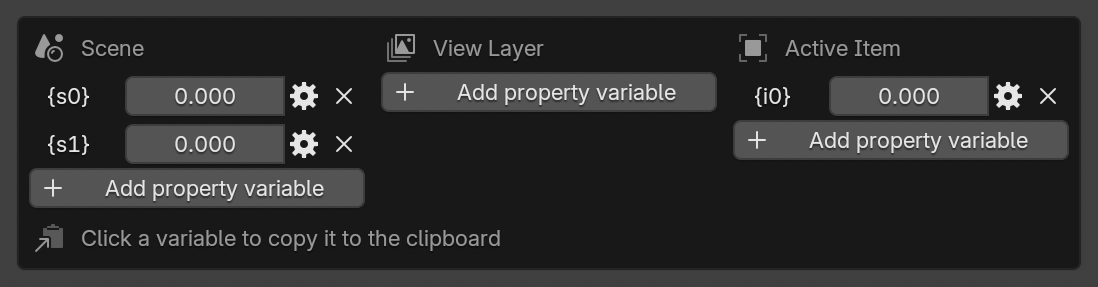 Scene
{s0} 0.000
{s1} 0.000
Add property variable
View Layer
Add property variable
Active Item
{i0} 0.000
Add property variable
Click a variable to copy it to the clipboard